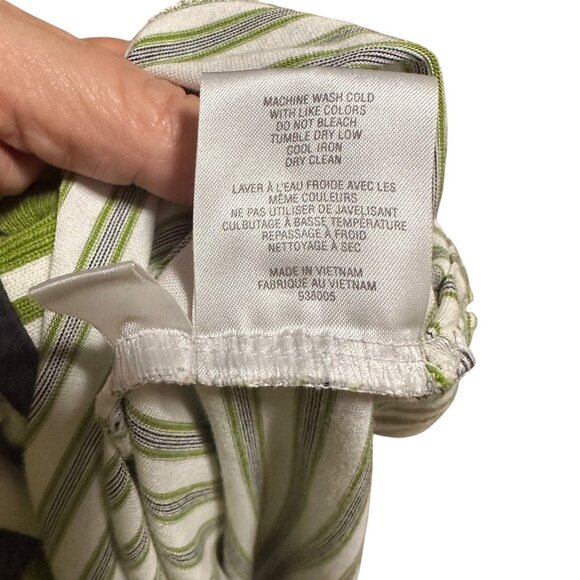 MACHINE WASH COLD
WITH LIKE COLORS
DO NOT BLEACH
TUMBLE DRY LOW
COOL IRON
DRY CLEAN
LAVER À L'EAU FROIDE AVEC LES
MÊME COULEURS
NE PAS UTILISER DE JAVELISANT
CULBUTAGE À BASSE TEMPÉRATURE
REPASSAGE À FROID
NETTOYAGE À SEC
MADE IN VIETNAM
FABRIQUE AU VIETNAM
938005